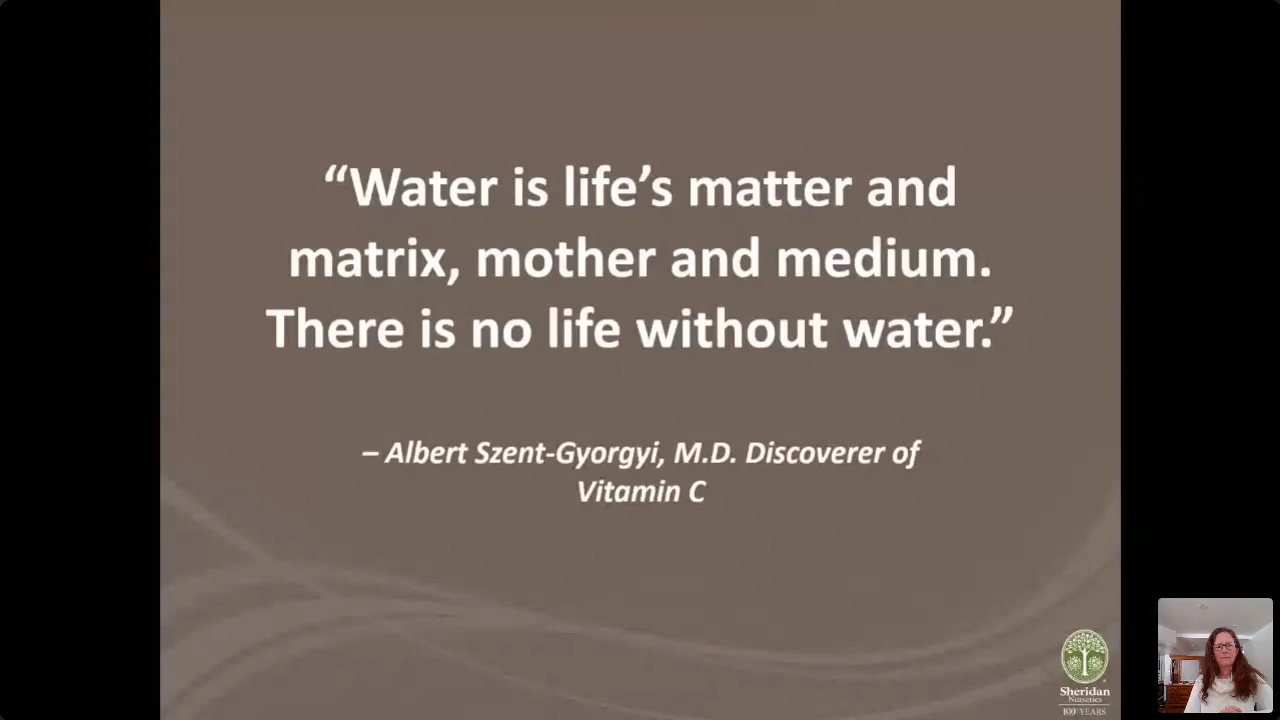 “Water is life’s matter and
matrix, mother and medium.
There is no life without water.”
– Albert Szent-Gyorgyi, M.D. Discoverer of
Vitamin C
Sheridan
Nurseries
100 YEARS